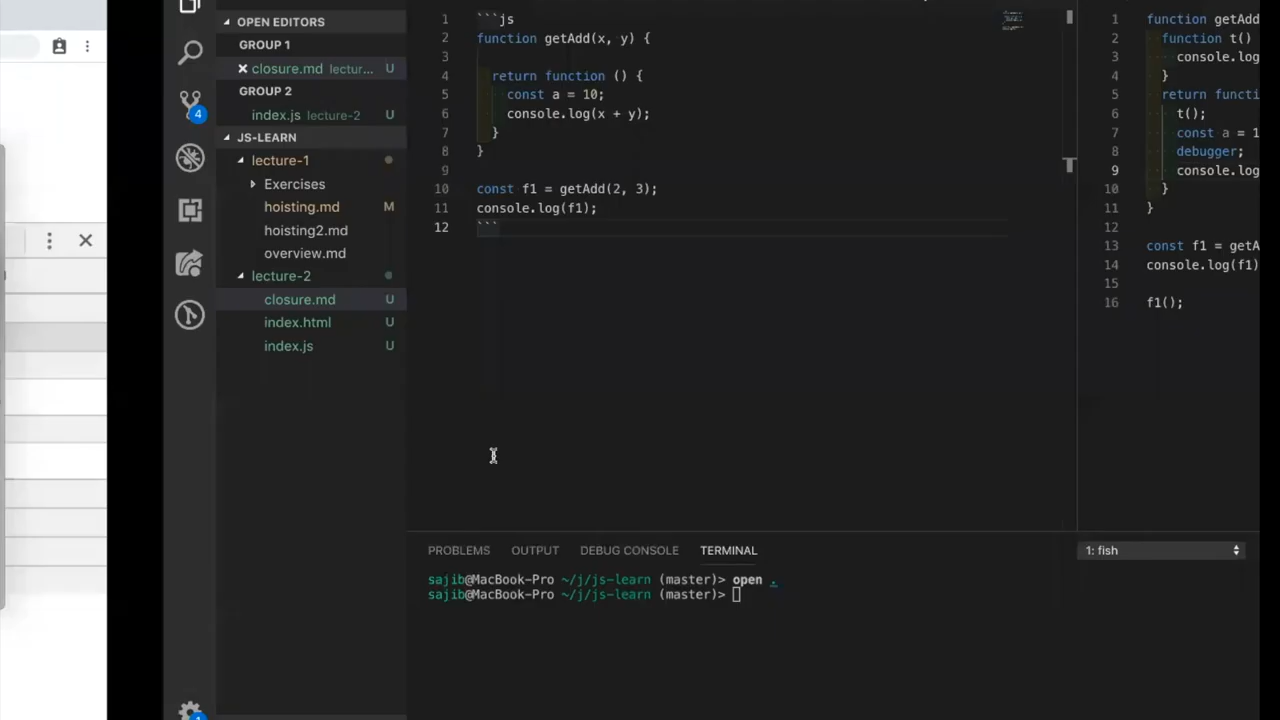 OPEN EDITORS
GROUP 1
closure.md lectur... U
GROUP 2
index.js lecture-2 U
JS-LEARN
lecture-1
Exercises
hoisting.md M
hoisting2.md
overview.md
lecture-2
closure.md U
index.html U
index.js U
4
1
1 ```js
2 function getAdd(x, y) {
3
4 return function () {
5 const a = 10;
6 console.log(x + y);
7 }
8 }
9
10 const f1 = getAdd(2, 3);
11 console.log(f1);
12 ```
1 function getAdd
2 function t()
3 console.log
4 }
5 return functi
6 t();
7 const a = 1
8 debugger;
9 console.log
10 }
11 }
12
13 const f1 = getA
14 console.log(f1)
15
16 f1();
PROBLEMS OUTPUT DEBUG CONSOLE TERMINAL 1: fish
sajib@MacBook-Pro ~/j/js-learn (master)> open .
sajib@MacBook-Pro ~/j/js-learn (master)>